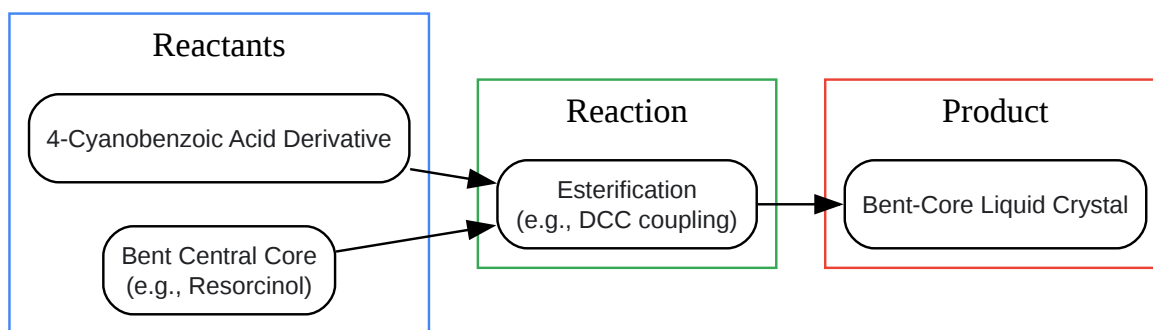 Reactants
4-Cyanobenzoic Acid Derivative
Bent Central Core
(e.g., Resorcinol)
Reaction
Esterification
(e.g., DCC coupling)
Product
Bent-Core Liquid Crystal